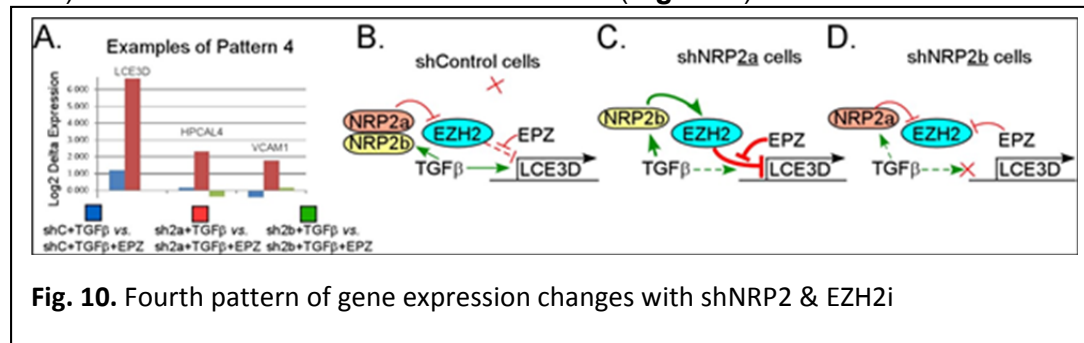 A.
Examples of Pattern 4
Log2 Delta Expression
6.000
5.000
4.000
3.000
2.000
1.000
0.000
LCE3D
HPCAL4
VCAM1
shC+TGFβ vs.
shC+TGFβ+EPZ
sh2a+TGFβ vs.
sh2a+TGFβ+EPZ
sh2b+TGFβ vs.
sh2b+TGFβ+EPZ
B.
shControl cells
NRP2a
NRP2b
EZH2
EPZ
TGFβ
LCE3D
C.
shNRP2a cells
NRP2b
EZH2
EPZ
TGFβ
LCE3D
D.
shNRP2b cells
NRP2a
EZH2
EPZ
TGFβ
LCE3D
Fig. 10. Fourth pattern of gene expression changes with shNRP2 & EZH2i